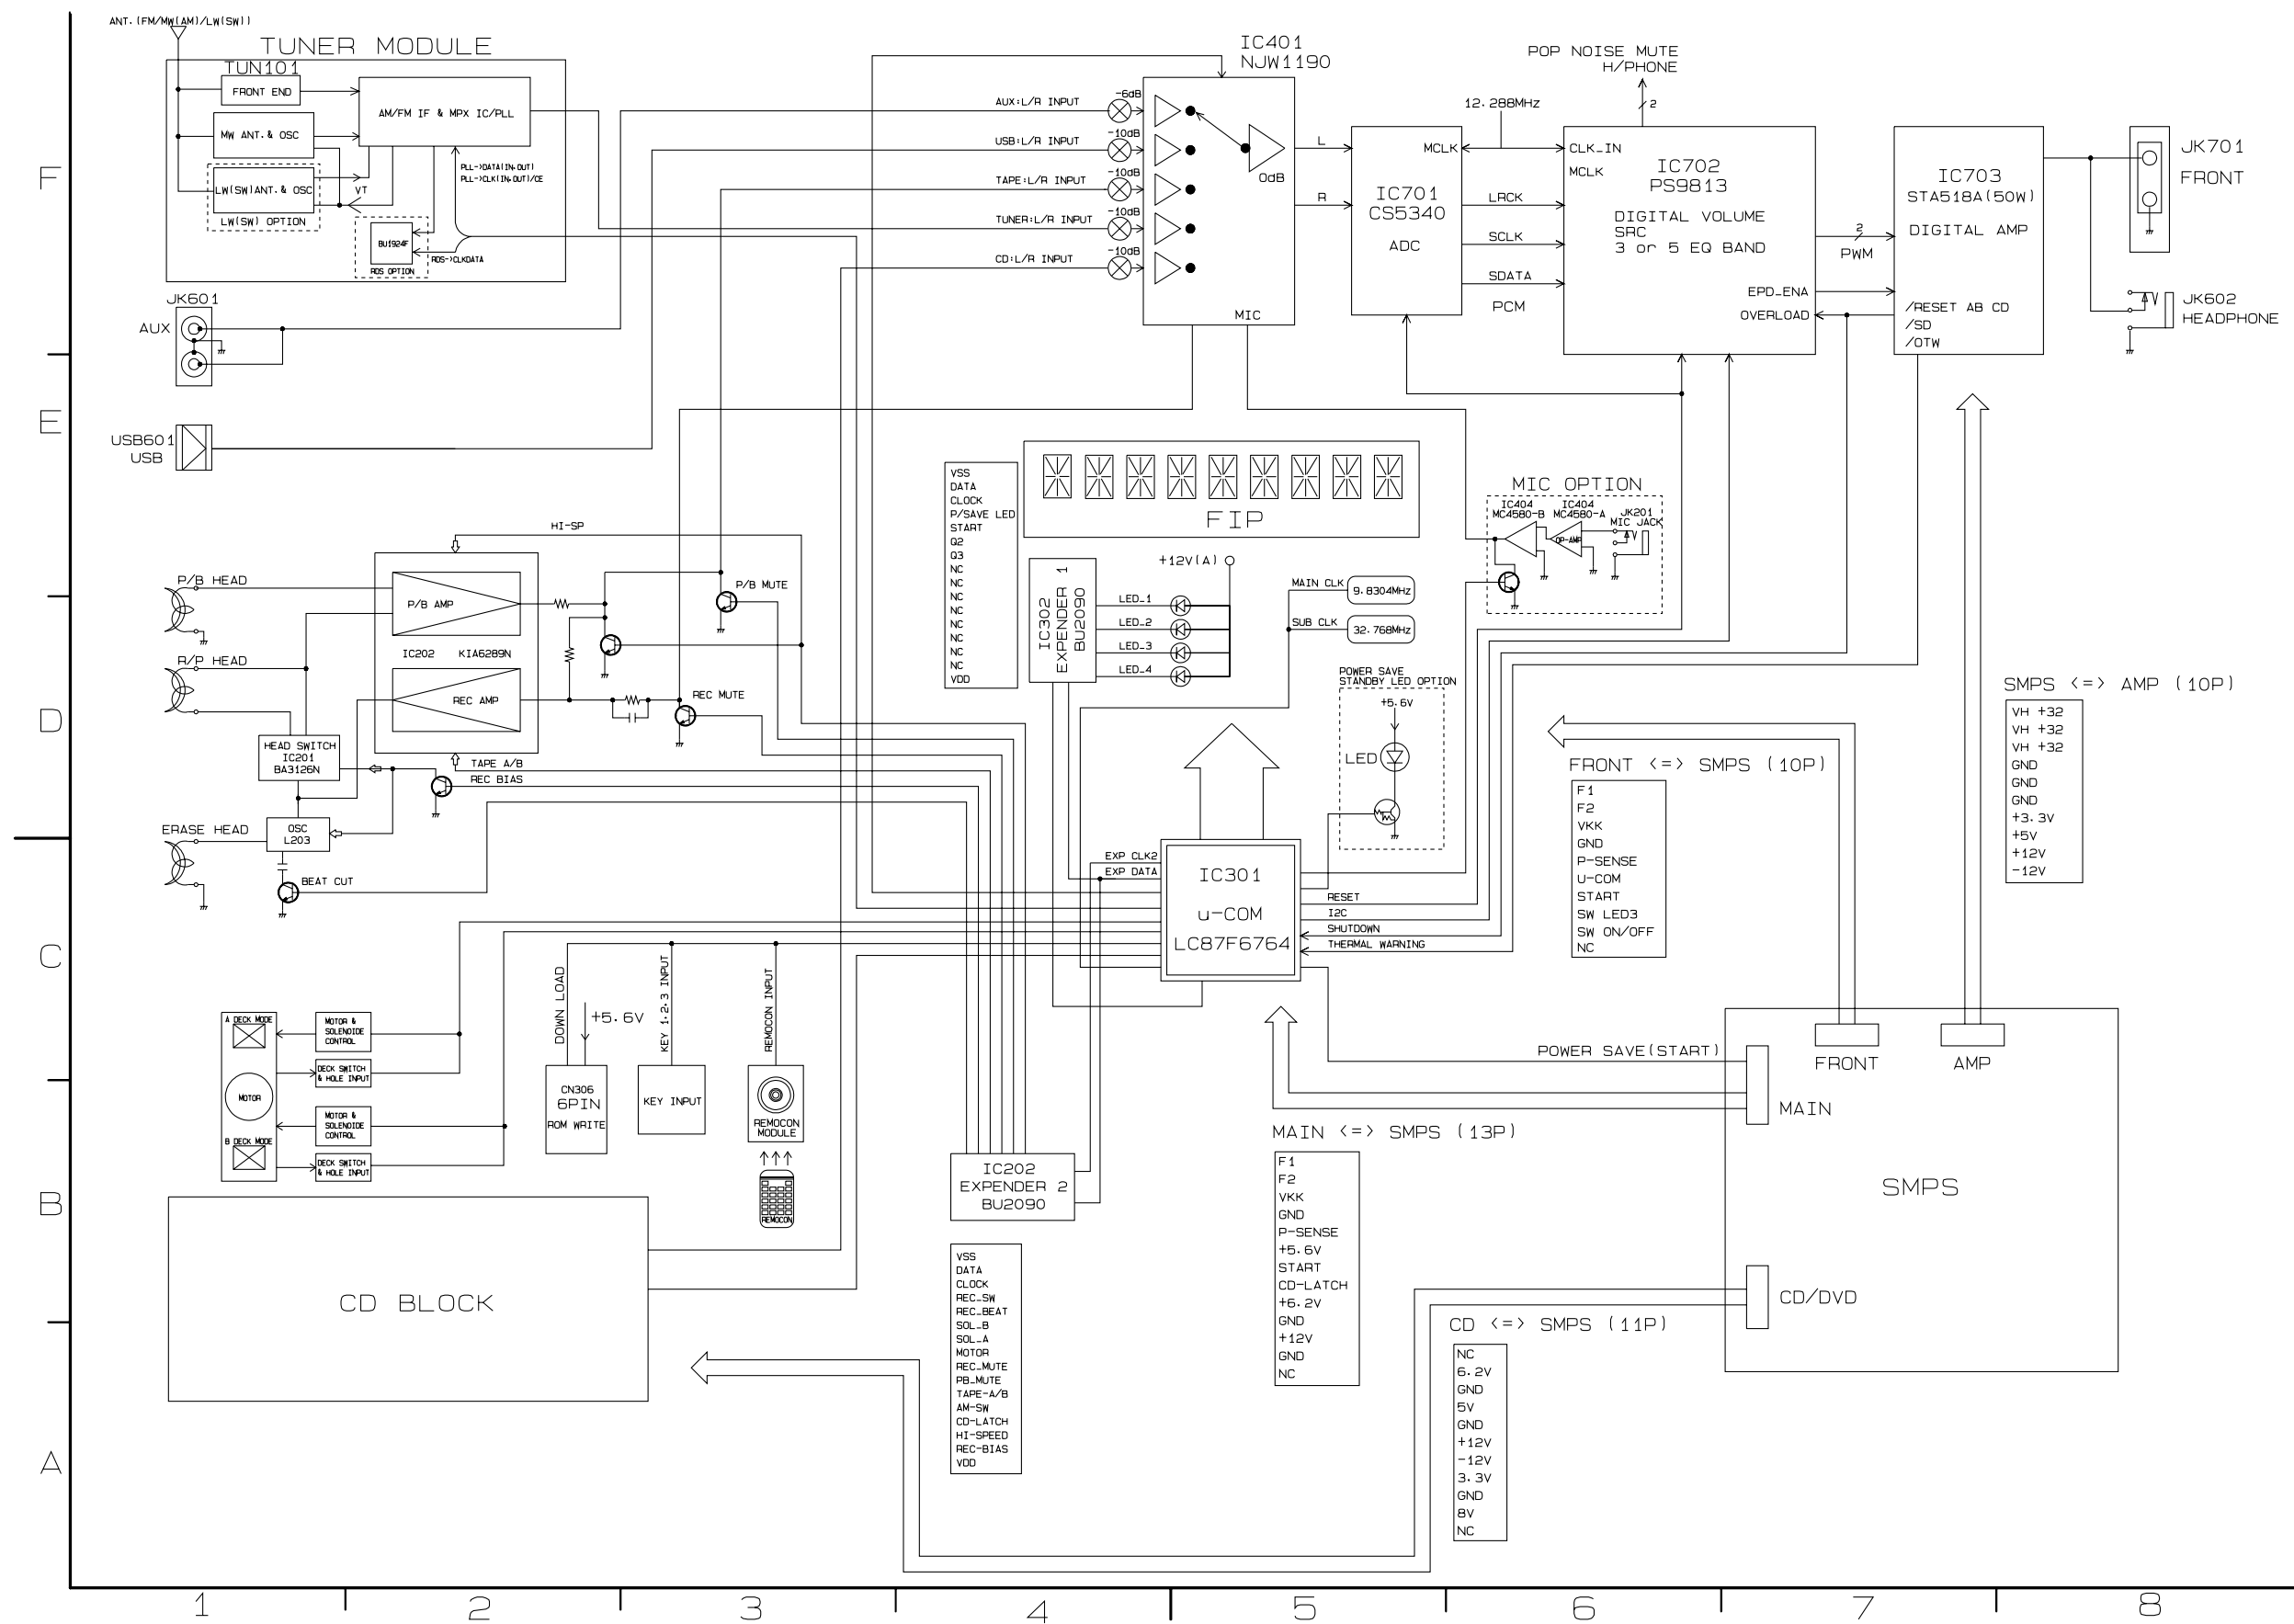 ANT.(FM/MW(AM)/LW(SW))
TUNER MODULE
TUN101
FRONT END
MW ANT.& OSC
LW(SW)ANT.& OSC
LW(SW) OPTION
VT
AM/FM IF & MPX IC/PLL
PLL->DATA(IN-OUT)
PLL->CLK(IN-OUT)/CE
BU1924F
RDS OPTION
RDS->CLKDATA
JK601
AUX
USB601
USB
AUX:L/R INPUT
-6dB
USB:L/R INPUT
-10dB
TAPE:L/R INPUT
-10dB
TUNER:L/R INPUT
-10dB
CD:L/R INPUT
-10dB
IC401
NJW1190
0dB
MIC
L
R
IC701
CS5340
ADC
MCLK
12.288MHz
LRCK
SCLK
SDATA
PCM
POP NOISE MUTE
H/PHONE
2
CLK_IN
MCLK
IC702
PS9813
DIGITAL VOLUME
SRC
3 or 5 EQ BAND
EPD_ENA
OVERLOAD
2
PWM
IC703
STA518A(50W)
DIGITAL AMP
/RESET AB CD
/SD
/OTW
JK701
FRONT
JK602
HEADPHONE
VSS
DATA
CLOCK
P/SAVE LED
START
Q2
Q3
NC
NC
NC
NC
NC
NC
NC
NC
VDD
FIP
IC302
EXPENDER 1
BU2090
+12V(A)
LED_1
LED_2
LED_3
LED_4
MAIN CLK
9.8304MHz
SUB CLK
32.768MHz
POWER SAVE
STANDBY LED OPTION
+5.6V
LED
MIC OPTION
IC404
MC4580-B
IC404
MC4580-A
OP-AMP
JK201
MIC JACK
HI-SP
P/B HEAD
P/B AMP
IC202 KIA6289N
R/P HEAD
REC AMP
P/B MUTE
REC MUTE
HEAD SWITCH
IC201
BA3126N
TAPE A/B
REC BIAS
ERASE HEAD
OSC
L203
BEAT CUT
EXP CLK2
EXP DATA
IC301
u-COM
LC87F6764
RESET
I2C
SHUTDOWN
THERMAL WARNING
FRONT <=> SMPS (10P)
F1
F2
VKK
GND
P-SENSE
U-COM
START
SW LED3
SW ON/OFF
NC
SMPS <=> AMP (10P)
VH +32
VH +32
VH +32
GND
GND
GND
+3.3V
+5V
+12V
-12V
A DECK MODE
MOTOR
B DECK MODE
MOTOR &
SOLENOIDE
CONTROL
DECK SWITCH
& HOLE INPUT
MOTOR &
SOLENOIDE
CONTROL
DECK SWITCH
& HOLE INPUT
DOWN LOAD
+5.6V
CN306
6PIN
ROM WRITE
KEY 1.2.3 INPUT
KEY INPUT
REMOCON INPUT
REMOCON
MODULE
REMOCON
IC202
EXPENDER 2
BU2090
VSS
DATA
CLOCK
REC_SW
REC_BEAT
SOL_B
SOL_A
MOTOR
REC_MUTE
PB_MUTE
TAPE-A/B
AM-SW
CD-LATCH
HI-SPEED
REC-BIAS
VDD
CD BLOCK
POWER SAVE(START)
MAIN <=> SMPS (13P)
F1
F2
VKK
GND
P-SENSE
+5.6V
START
CD-LATCH
+6.2V
GND
+12V
GND
NC
CD <=> SMPS (11P)
NC
6.2V
GND
5V
GND
+12V
-12V
3.3V
GND
8V
NC
FRONT
AMP
MAIN
SMPS
CD/DVD
F
E
D
C
B
A
1 2 3 4 5 6 7 8